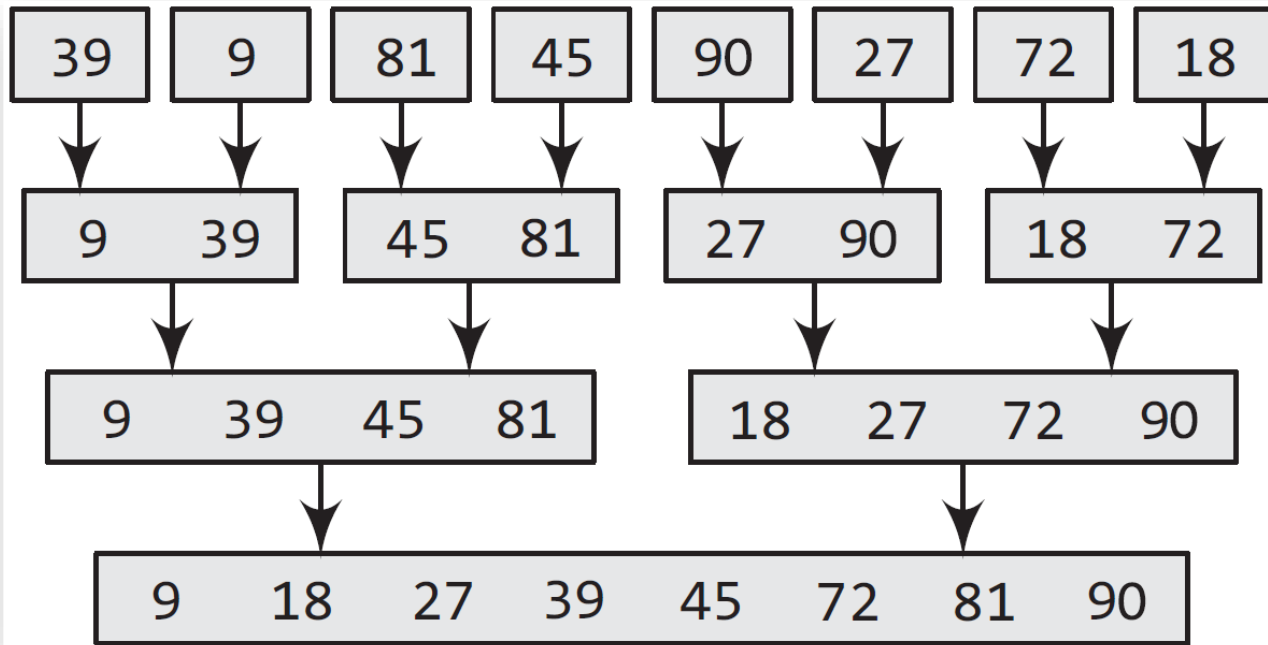 39 9 81 45 90 27 72 18
9 39 45 81 27 90 18 72
9 39 45 81 18 27 72 90
9 18 27 39 45 72 81 90